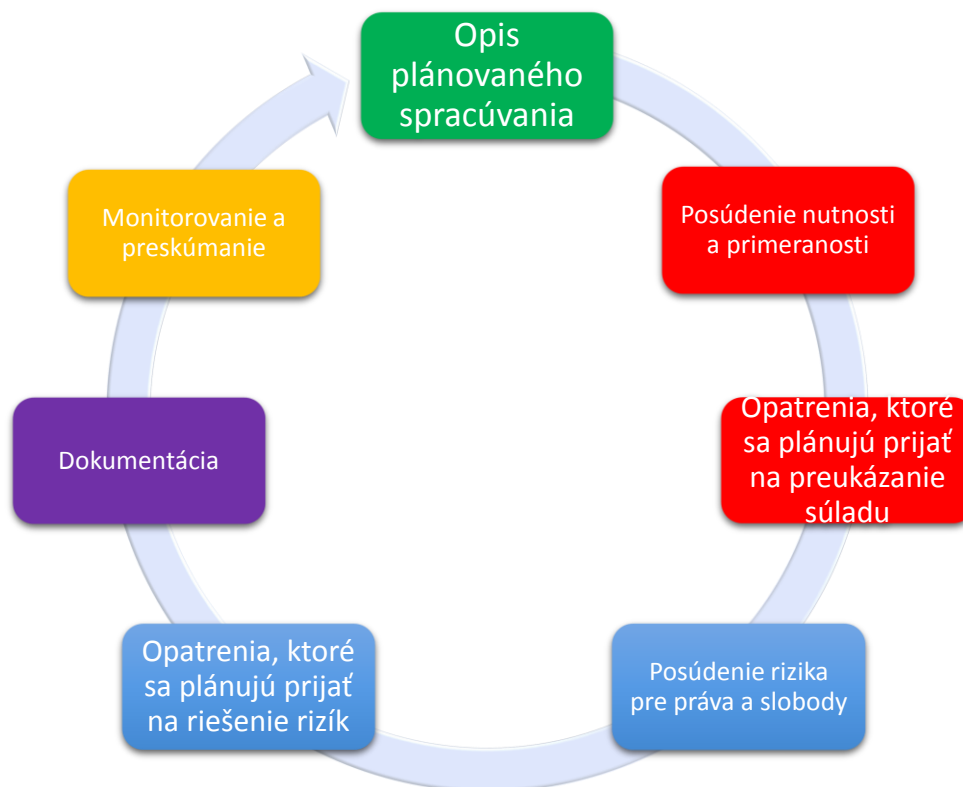 Opis
plánovaného
spracúvania
Posúdenie nutnosti
a primeranosti
Opatrenia, ktoré
sa plánujú prijať
na preukázanie
súladu
Posúdenie rizika
pre práva a slobody
Opatrenia, ktoré
sa plánujú prijať
na riešenie rizík
Dokumentácia
Monitorovanie a
preskúmanie